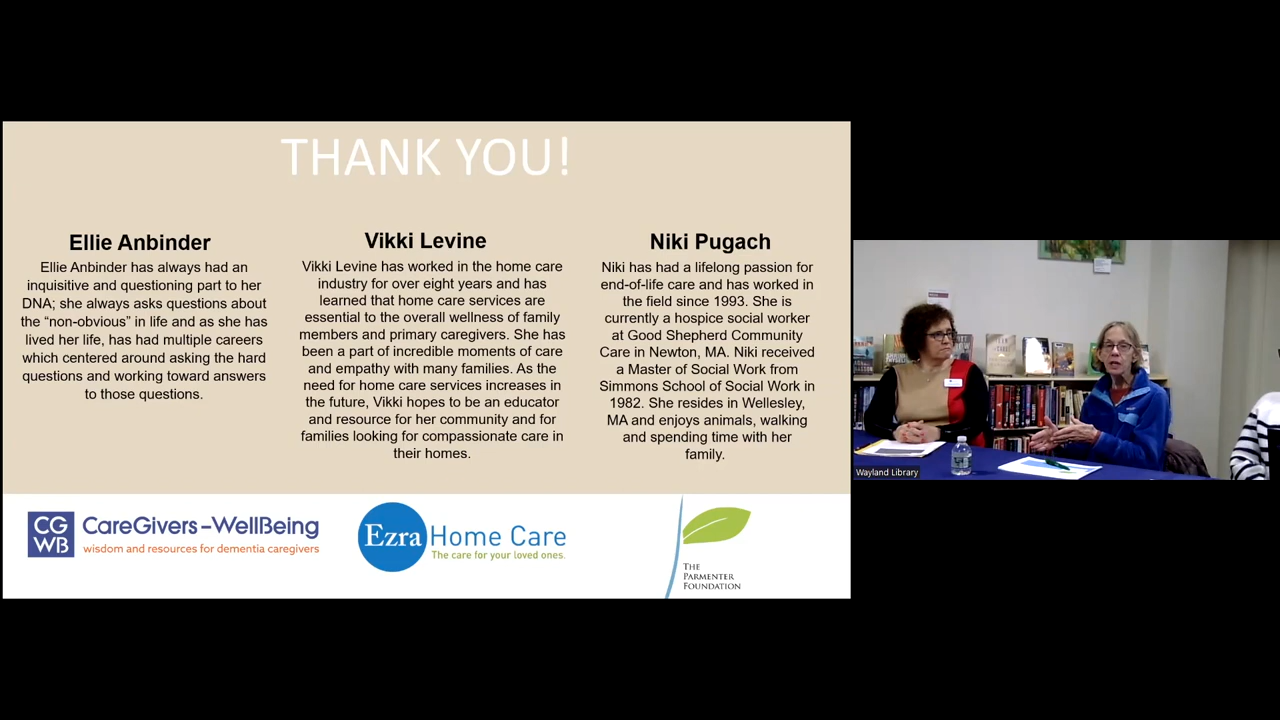 THANK YOU!
Ellie Anbinder
Ellie Anbinder has always had an
inquisitive and questioning part to her
DNA; she always asks questions about
the “non-obvious” in life and as she has
lived her life, has had multiple careers
which centered around asking the hard
questions and working toward answers
to those questions.
Vikki Levine
Vikki Levine has worked in the home care
industry for over eight years and has
learned that home care services are
essential to the overall wellness of family
members and primary caregivers. She has
been a part of incredible moments of care
and empathy with many families. As the
need for home care services increases in
the future, Vikki hopes to be an educator
and resource for her community and for
families looking for compassionate care in
their homes.
Niki Pugach
Niki has had a lifelong passion for
end-of-life care and has worked in
the field since 1993. She is
currently a hospice social worker
at Good Shepherd Community
Care in Newton, MA. Niki received
a Master of Social Work from
Simmons School of Social Work in
1982. She resides in Wellesley,
MA and enjoys animals, walking
and spending time with her
family.
CG
WB
CareGivers-WellBeing
wisdom and resources for dementia caregivers
Ezra Home Care
The care for your loved ones.
THE
PARMENTER
FOUNDATION
Wayland Library